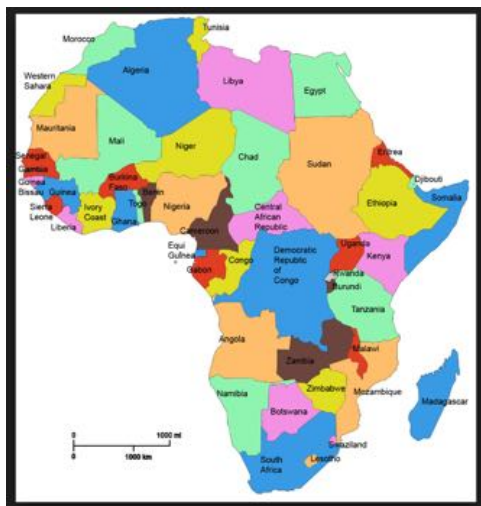 Tunisia
Morocco
Algeria
Libya
Egypt
Western
Sahara
Mauritania
Mali
Niger
Chad
Sudan
Eritrea
Djibouti
Senegal
Gambia
Guinea
Bissau
Guinea
Burkina
Faso
Benin
Togo
Sierra
Leone
Ivory
Coast
Ghana
Liberia
Nigeria
Central
African
Republic
Ethiopia
Somalia
Cameroon
Equi
Guinea
Gabon
Congo
Democratic
Republic
of
Congo
Uganda
Kenya
Rwanda
Burundi
Tanzania
Angola
Zambia
Malawi
Mozambique
Namibia
Zimbabwe
Botswana
Madagascar
Swaziland
South
Africa
Lesotho
0
1000 mi
0
1000 km